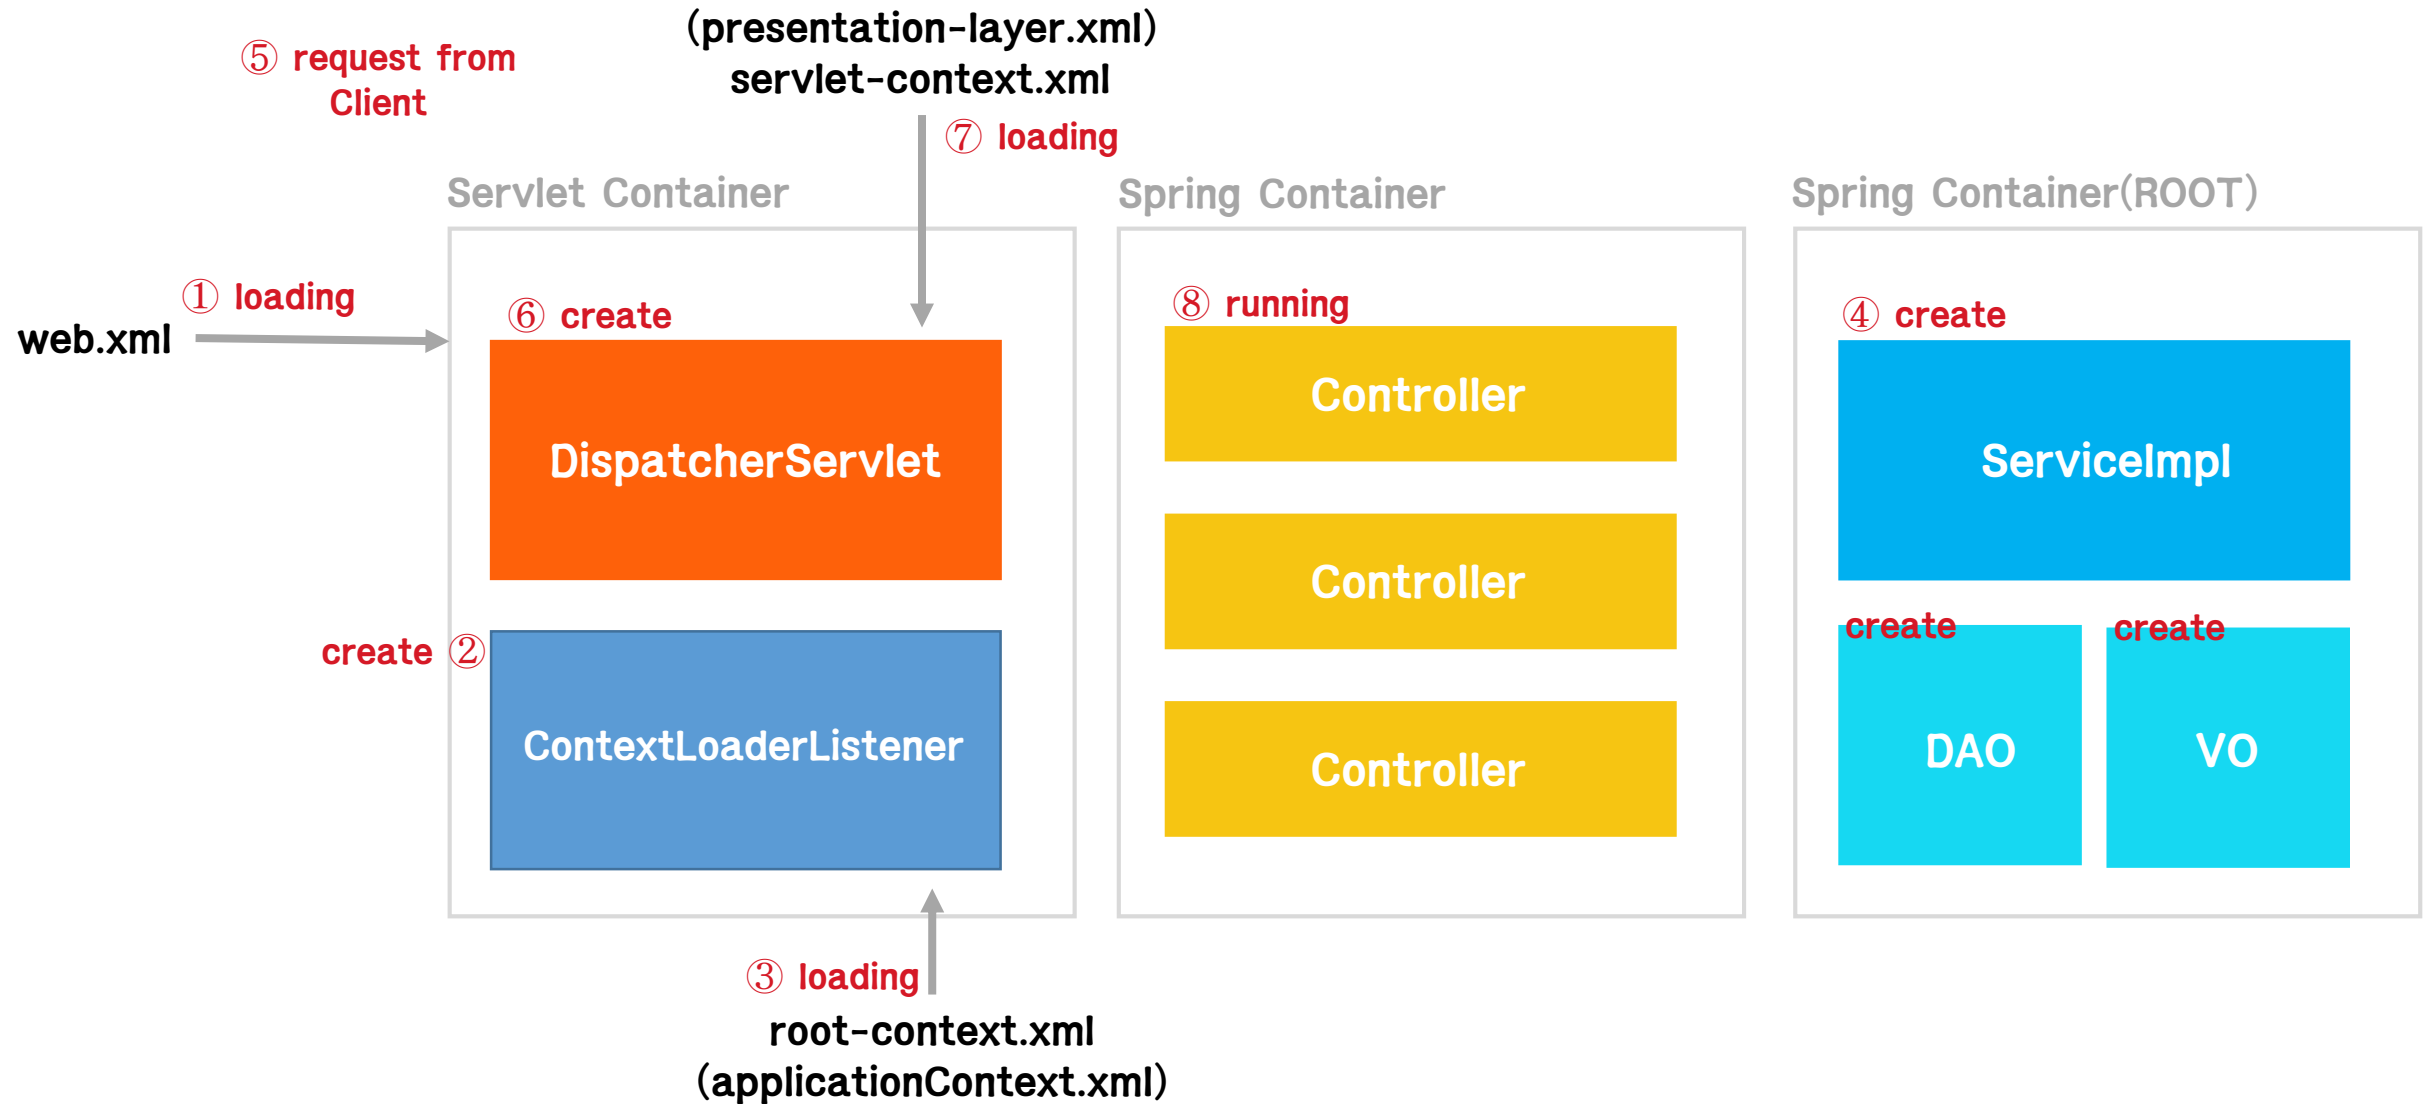 (presentation-layer.xml)
servlet-context.xml
⑤ request from
Client
⑦ loading
Servlet Container
Spring Container
Spring Container(ROOT)
① loading
web.xml
⑥ create
DispatcherServlet
create ②
ContextLoaderListener
③ loading
root-context.xml
(applicationContext.xml)
⑧ running
Controller
Controller
Controller
④ create
ServiceImpl
create
DAO
create
VO